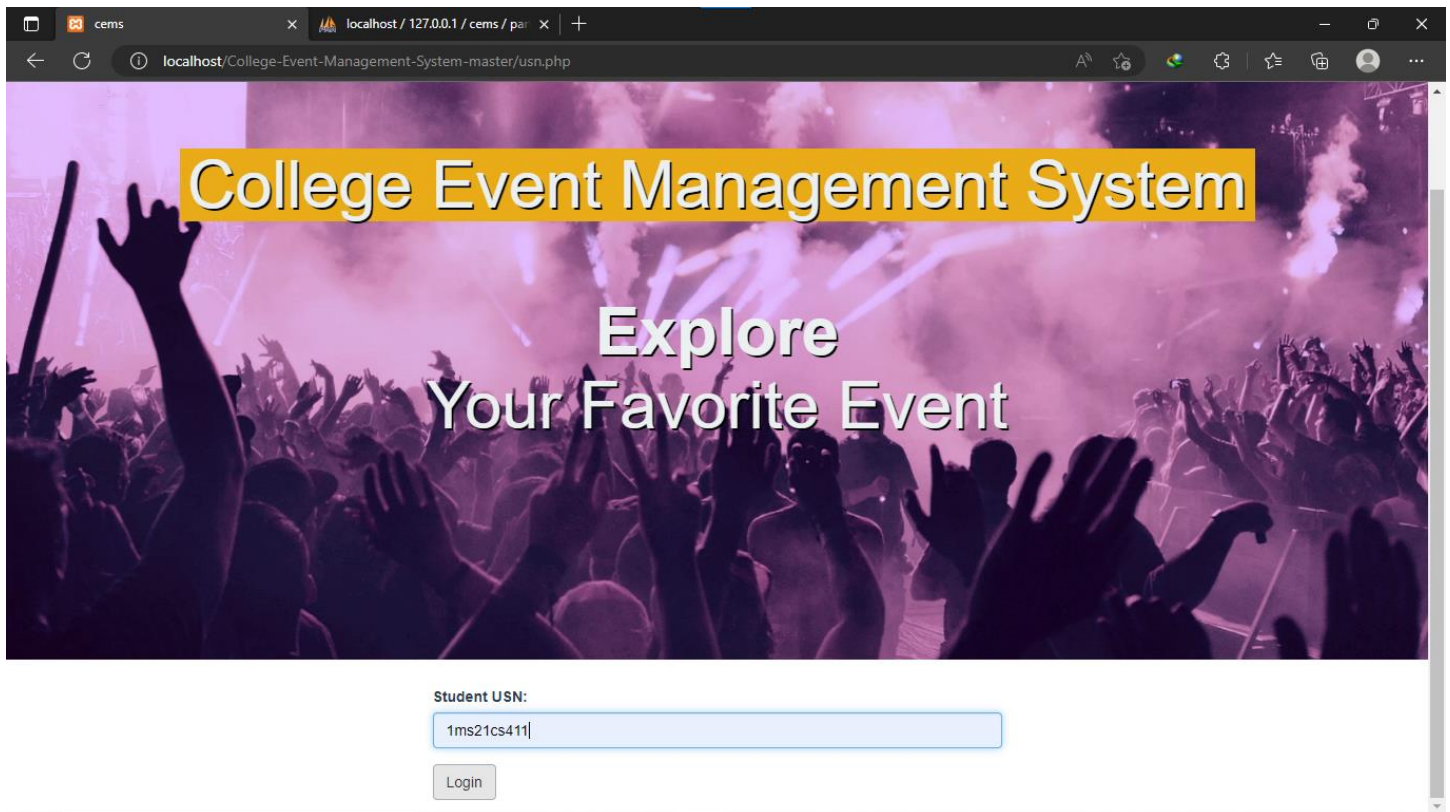 cems
localhost / 127.0.0.1 / cems / par
localhost/College-Event-Management-System-master/usn.php
College Event Management System
Explore
Your Favorite Event
Student USN:
1ms21cs411
Login